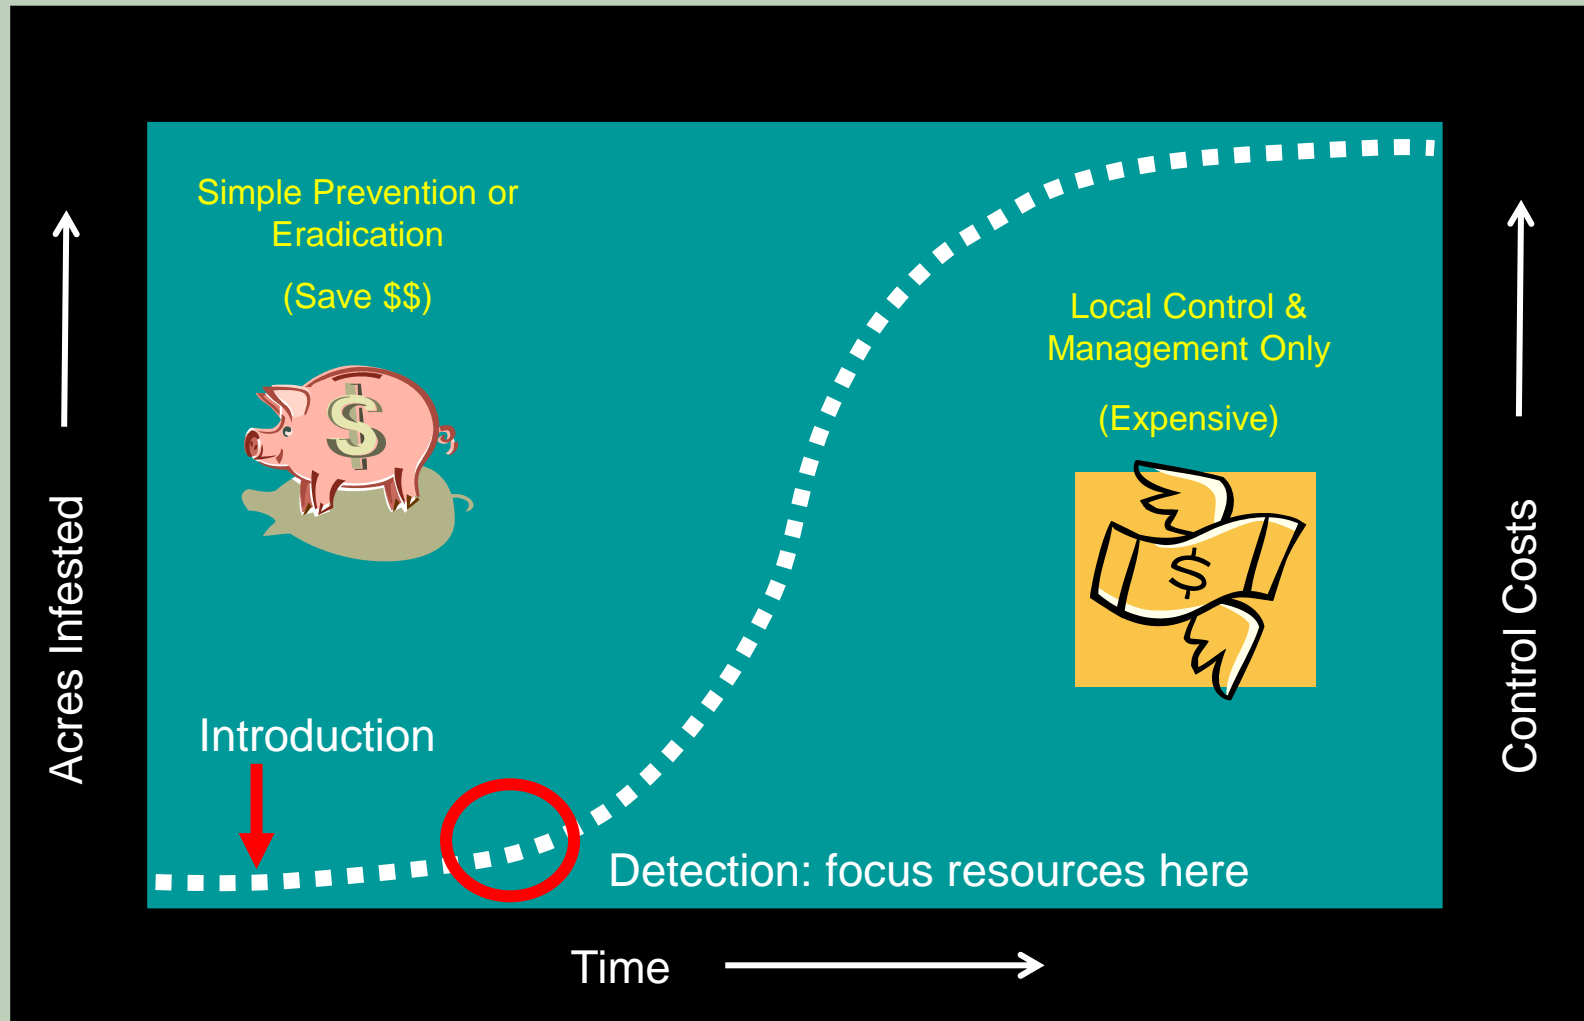 Simple Prevention or
Eradication
(Save $$)
$
Local Control &
Management Only
(Expensive)
$
Acres Infested
Control Costs
Introduction
Detection: focus resources here
Time